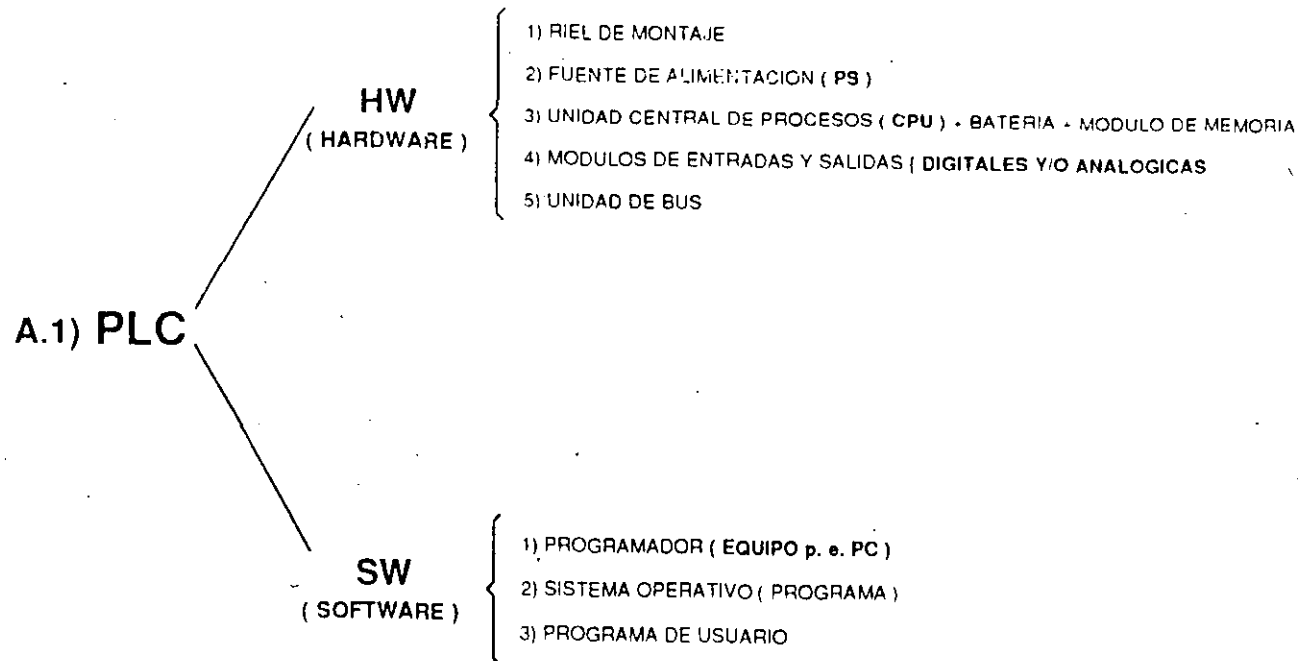 HW
( HARDWARE )
1) RIEL DE MONTAJE
2) FUENTE DE ALIMENTACION ( PS )
3) UNIDAD CENTRAL DE PROCESOS ( CPU ) - BATERIA - MODULO DE MEMORIA
4) MODULOS DE ENTRADAS Y SALIDAS ( DIGITALES Y/O ANALOGICAS
5) UNIDAD DE BUS
A.1) PLC
SW
( SOFTWARE )
1) PROGRAMADOR ( EQUIPO p. e. PC )
2) SISTEMA OPERATIVO ( PROGRAMA )
3) PROGRAMA DE USUARIO